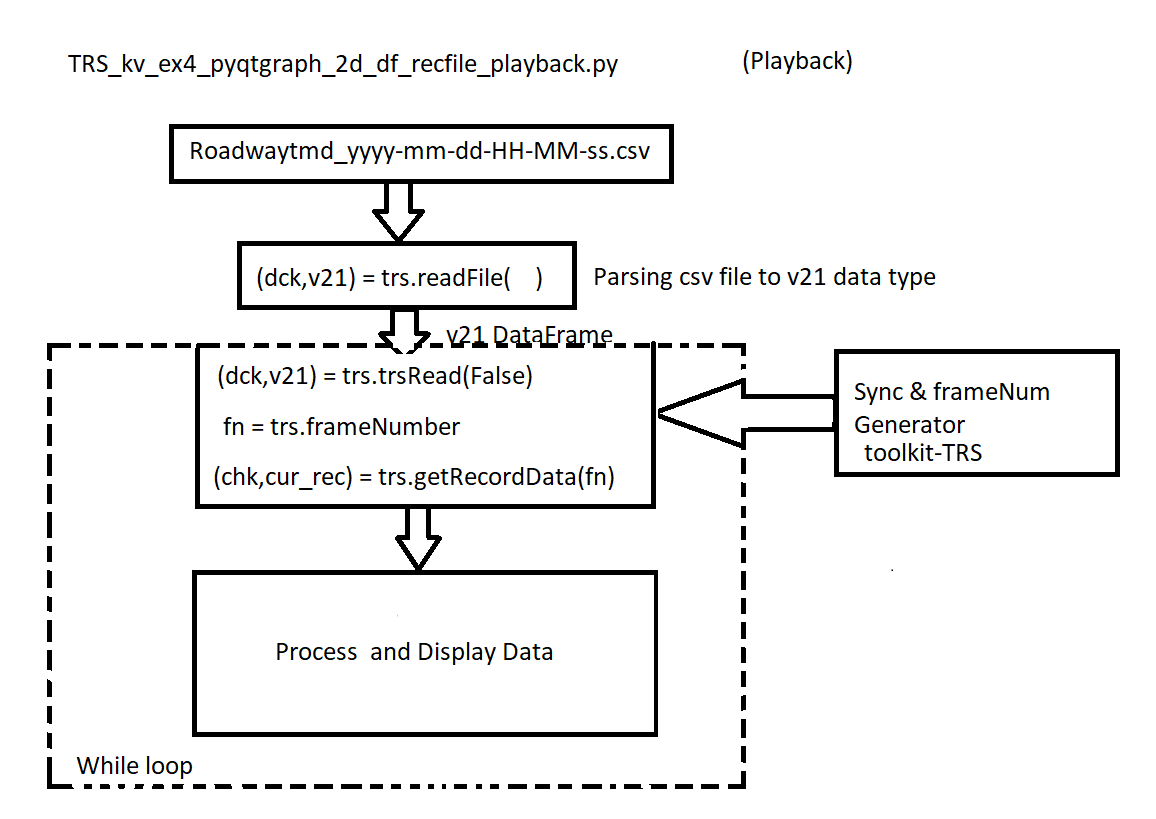 TRS_kv_ex4_pyqtgraph_2d_df_recfile_playback.py (Playback)
Roadwaytmd_yyyy-mm-dd-HH-MM-ss.csv
(dck,v21) = trs.readFile( )
Parsing csv file to v21 data type
v21 DataFrame
(dck,v21) = trs.trsRead(False)
fn = trs.frameNumber
(chk,cur_rec) = trs.getRecordData(fn)
Sync & frameNum
Generator
toolkit-TRS
Process and Display Data
While loop